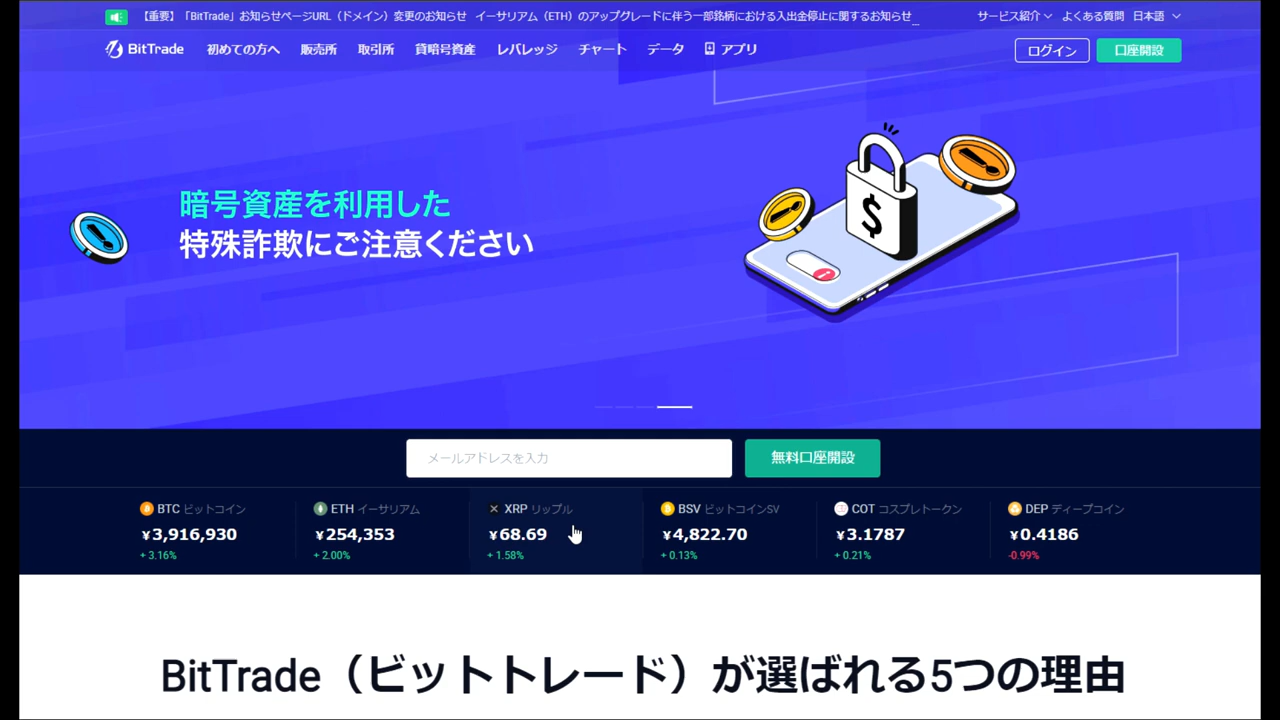 【重要】「BitTrade」お知らせページURL（ドメイン）変更のお知らせ イーサリアム（ETH）のアップグレードに伴う一部銘柄における入出金停止に関するお知らせ… サービス紹介 よくある質問 日本語
BitTrade 初めての方へ 販売所 取引所 貸暗号資産 レバレッジ チャート データ アプリ ログイン 口座開設
暗号資産を利用した
特殊詐欺にご注意ください
$
メールアドレスを入力 無料口座開設
BTC ビットコイン ETH イーサリアム XRP リップル BSV ビットコインSV COT コスプレトークン DEP ディープコイン
¥3,916,930 ¥254,353 ¥68.69 ¥4,822.70 ¥3.1787 ¥0.4186
+ 3.16% + 2.00% + 1.58% + 0.13% + 0.21% -0.99%
BitTrade（ビットトレード）が選ばれる5つの理由